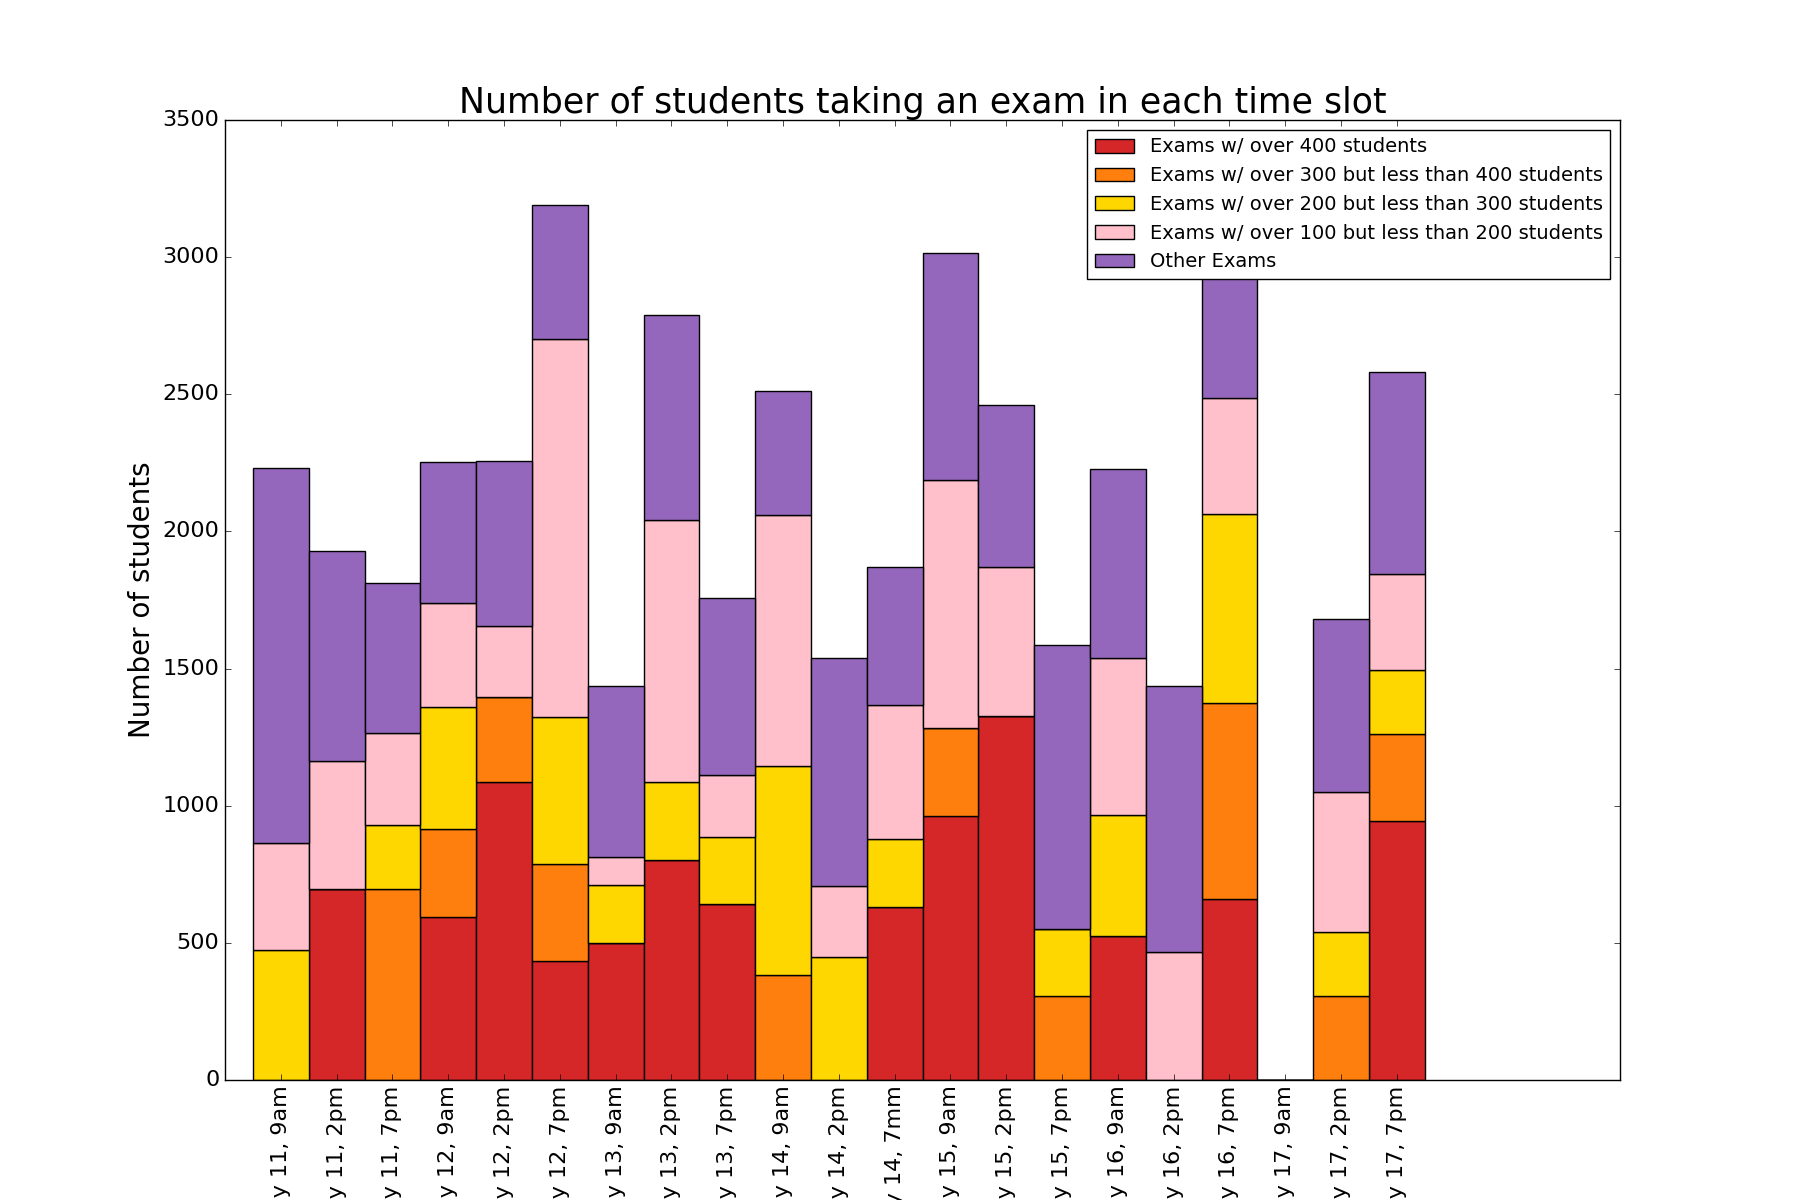 Number of students taking an exam in each time slot
Exams w/ over 400 students
Exams w/ over 300 but less than 400 students
Exams w/ over 200 but less than 300 students
Exams w/ over 100 but less than 200 students
Other Exams
Number of students
3500
3000
2500
2000
1500
1000
500
0
y 11, 9am
y 11, 2pm
y 11, 7pm
y 12, 9am
y 12, 2pm
y 12, 7pm
y 13, 9am
y 13, 2pm
y 13, 7pm
y 14, 9am
y 14, 2pm
y 14, 7mm
y 15, 9am
y 15, 2pm
y 15, 7pm
y 16, 9am
y 16, 2pm
y 16, 7pm
y 17, 9am
y 17, 2pm
y 17, 7pm